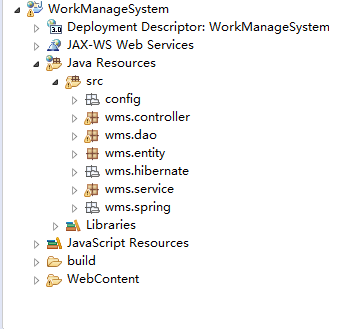 WorkManageSystem
Deployment Descriptor: WorkManageSystem
JAX-WS Web Services
Java Resources
src
config
wms.controller
wms.dao
wms.entity
wms.hibernate
wms.service
wms.spring
Libraries
JavaScript Resources
build
WebContent